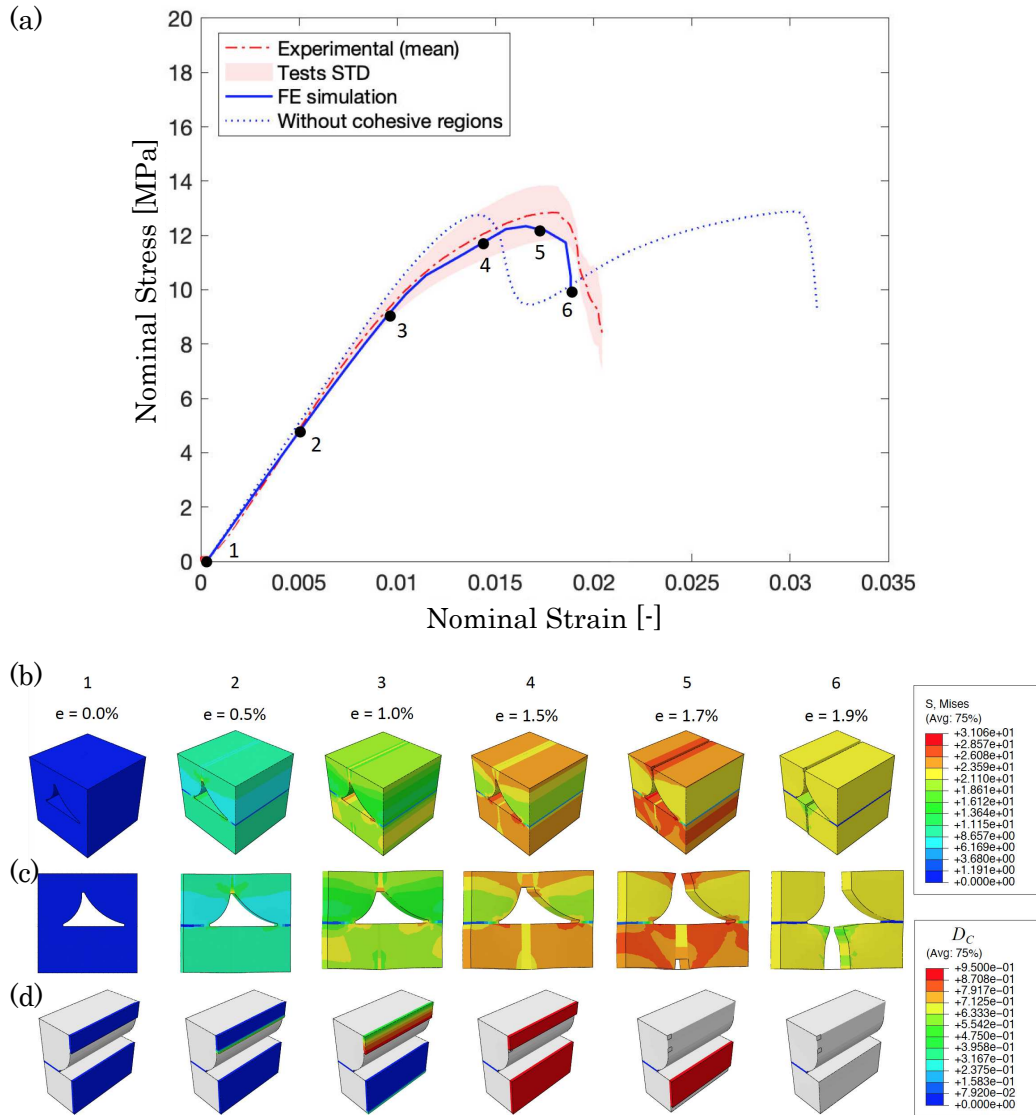 (a)
20
18
16
14
12
10
8
6
4
2
0
Nominal Stress [MPa]
Experimental (mean)
Tests STD
FE simulation
Without cohesive regions
1
2
3
4
5
6
0
0.005
0.01
0.015
0.02
0.025
0.03
0.035
Nominal Strain [-]
(b)
1
2
3
4
5
6
e = 0.0%
e = 0.5%
e = 1.0%
e = 1.5%
e = 1.7%
e = 1.9%
S, Mises
(Avg: 75%)
+3.106e+01
+2.857e+01
+2.608e+01
+2.359e+01
+2.110e+01
+1.861e+01
+1.612e+01
+1.364e+01
+1.115e+01
+8.657e+00
+6.169e+00
+3.680e+00
+1.191e+00
+0.000e+00
(c)
(d)
D_C
(Avg: 75%)
+9.500e-01
+8.708e-01
+7.917e-01
+7.125e-01
+6.333e-01
+5.542e-01
+4.750e-01
+3.958e-01
+3.167e-01
+2.375e-01
+1.583e-01
+7.920e-02
+0.000e+00